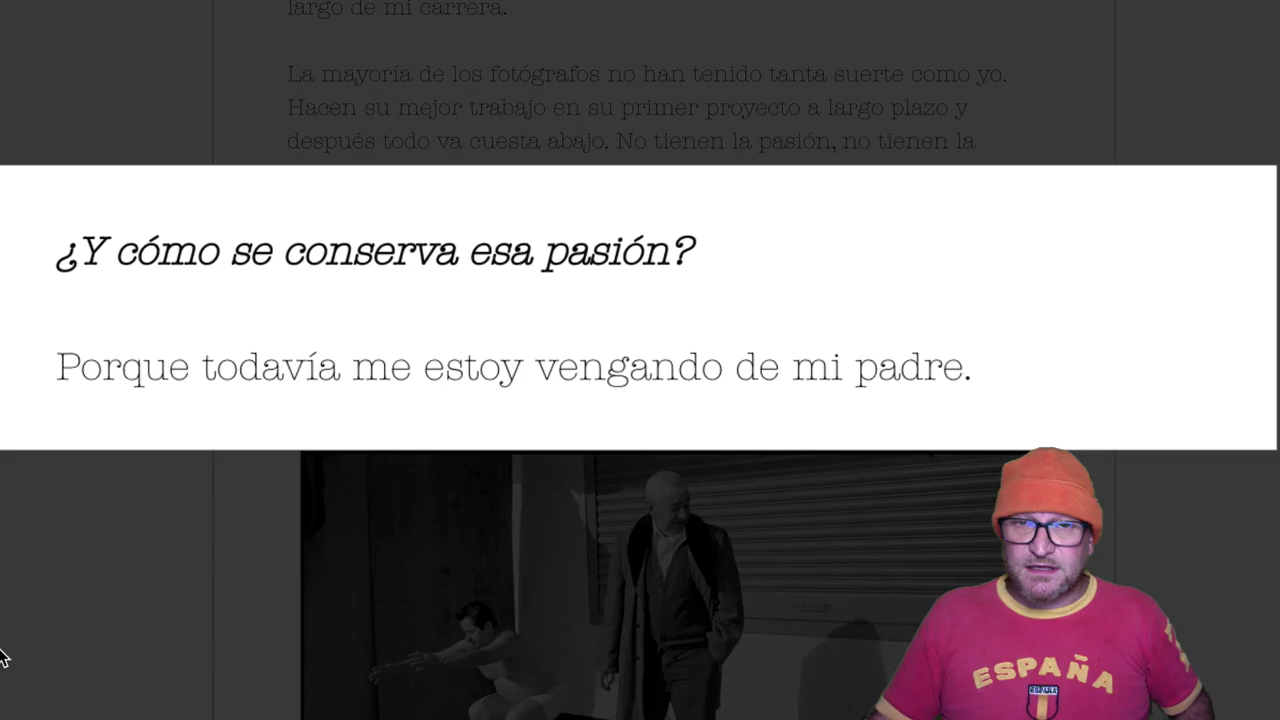 largo de mi carrera.
La mayoría de los fotógrafos no han tenido tanta suerte como yo.
Hacen su mejor trabajo en su primer proyecto a largo plazo y
después todo va cuesta abajo. No tienen la pasión, no tienen la
¿Y cómo se conserva esa pasión?
Porque todavía me estoy vengando de mi padre.
ESPAÑA
ESPAÑA